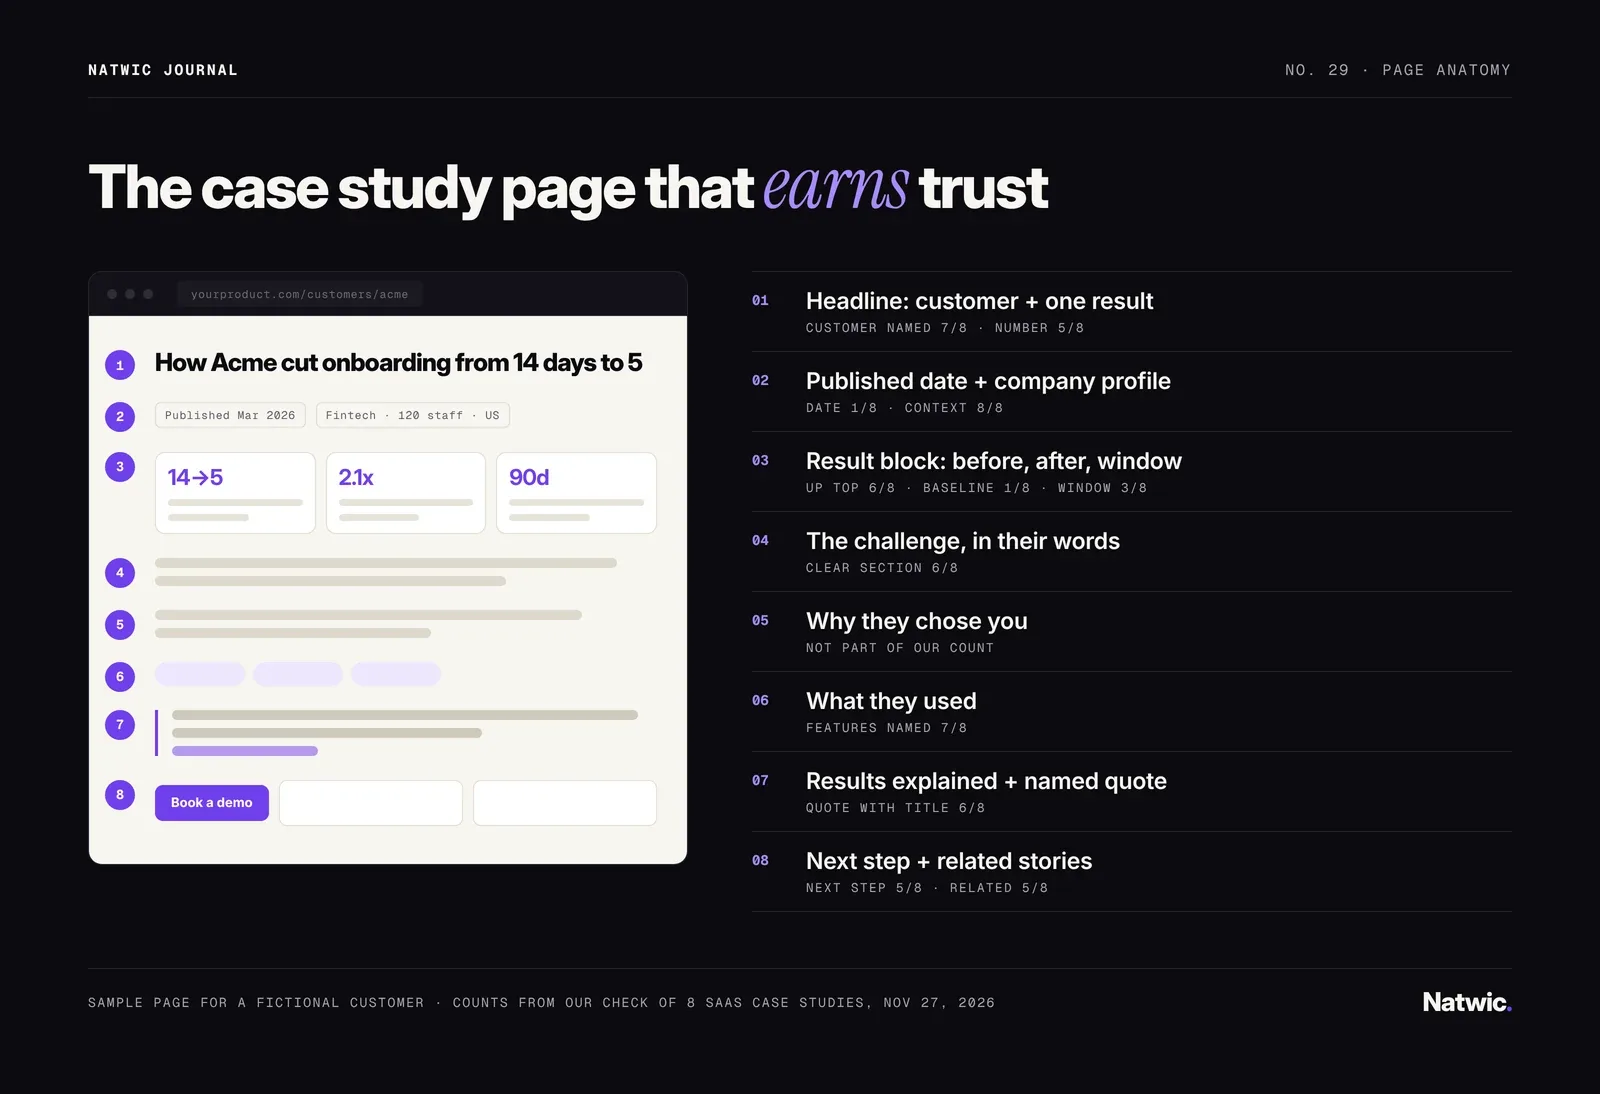 NATWIC JOURNAL
NO. 29 · PAGE ANATOMY
The case study page that earns trust
yourproduct.com/customers/acme
1
How Acme cut onboarding from 14 days to 5
2
Published Mar 2026
Fintech · 120 staff · US
3
14→5
2.1x
90d
4
5
6
7
8
Book a demo
01
Headline: customer + one result
CUSTOMER NAMED 7/8 · NUMBER 5/8
02
Published date + company profile
DATE 1/8 · CONTEXT 8/8
03
Result block: before, after, window
UP TOP 6/8 · BASELINE 1/8 · WINDOW 3/8
04
The challenge, in their words
CLEAR SECTION 6/8
05
Why they chose you
NOT PART OF OUR COUNT
06
What they used
FEATURES NAMED 7/8
07
Results explained + named quote
QUOTE WITH TITLE 6/8
08
Next step + related stories
NEXT STEP 5/8 · RELATED 5/8
SAMPLE PAGE FOR A FICTIONAL CUSTOMER · COUNTS FROM OUR CHECK OF 8 SAAS CASE STUDIES, NOV 27, 2026
Natwic.